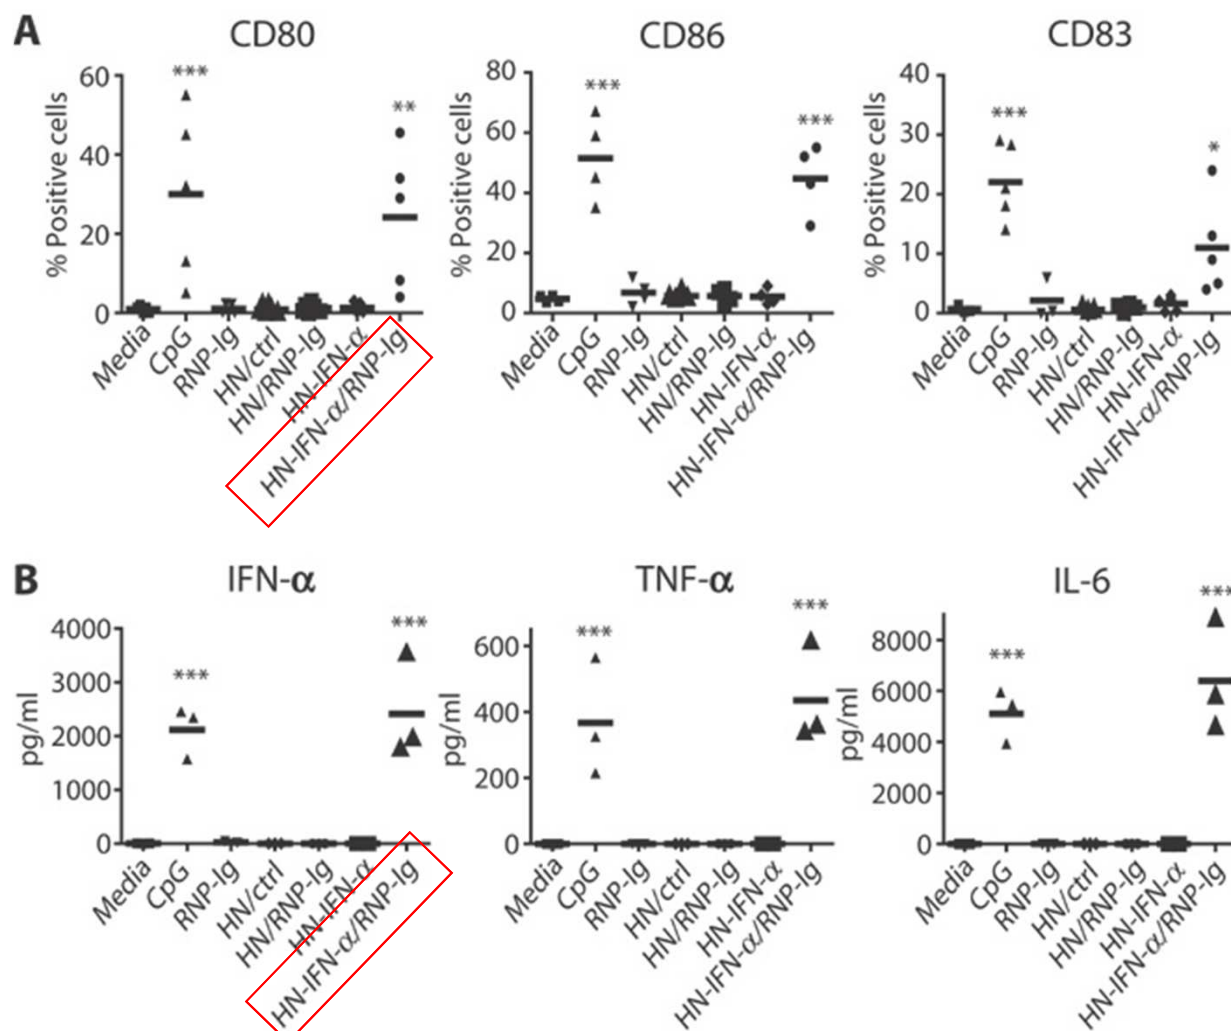 A
CD80
CD86
CD83
***
**
***
***
***
*
% Positive cells
60
40
20
0
% Positive cells
80
60
40
20
0
% Positive cells
40
30
20
10
0
Media
CpG
RNP-Ig
HN/ctrl
HN/RNP-Ig
HN-IFN-α
HN-IFN-α/RNP-Ig
Media
CpG
RNP-Ig
HN/ctrl
HN/RNP-Ig
HN-IFN-α
HN-IFN-α/RNP-Ig
Media
CpG
RNP-Ig
HN/ctrl
HN/RNP-Ig
HN-IFN-α
HN-IFN-α/RNP-Ig
B
IFN-α
TNF-α
IL-6
***
***
***
***
***
***
pg/ml
4000
3000
2000
1000
0
pg/ml
600
400
200
0
pg/ml
8000
6000
4000
2000
0
Media
CpG
RNP-Ig
HN/ctrl
HN/RNP-Ig
HN-IFN-α
HN-IFN-α/RNP-Ig
Media
CpG
RNP-Ig
HN/ctrl
HN/RNP-Ig
HN-IFN-α
HN-IFN-α/RNP-Ig
Media
CpG
RNP-Ig
HN/ctrl
HN/RNP-Ig
HN-IFN-α
HN-IFN-α/RNP-Ig